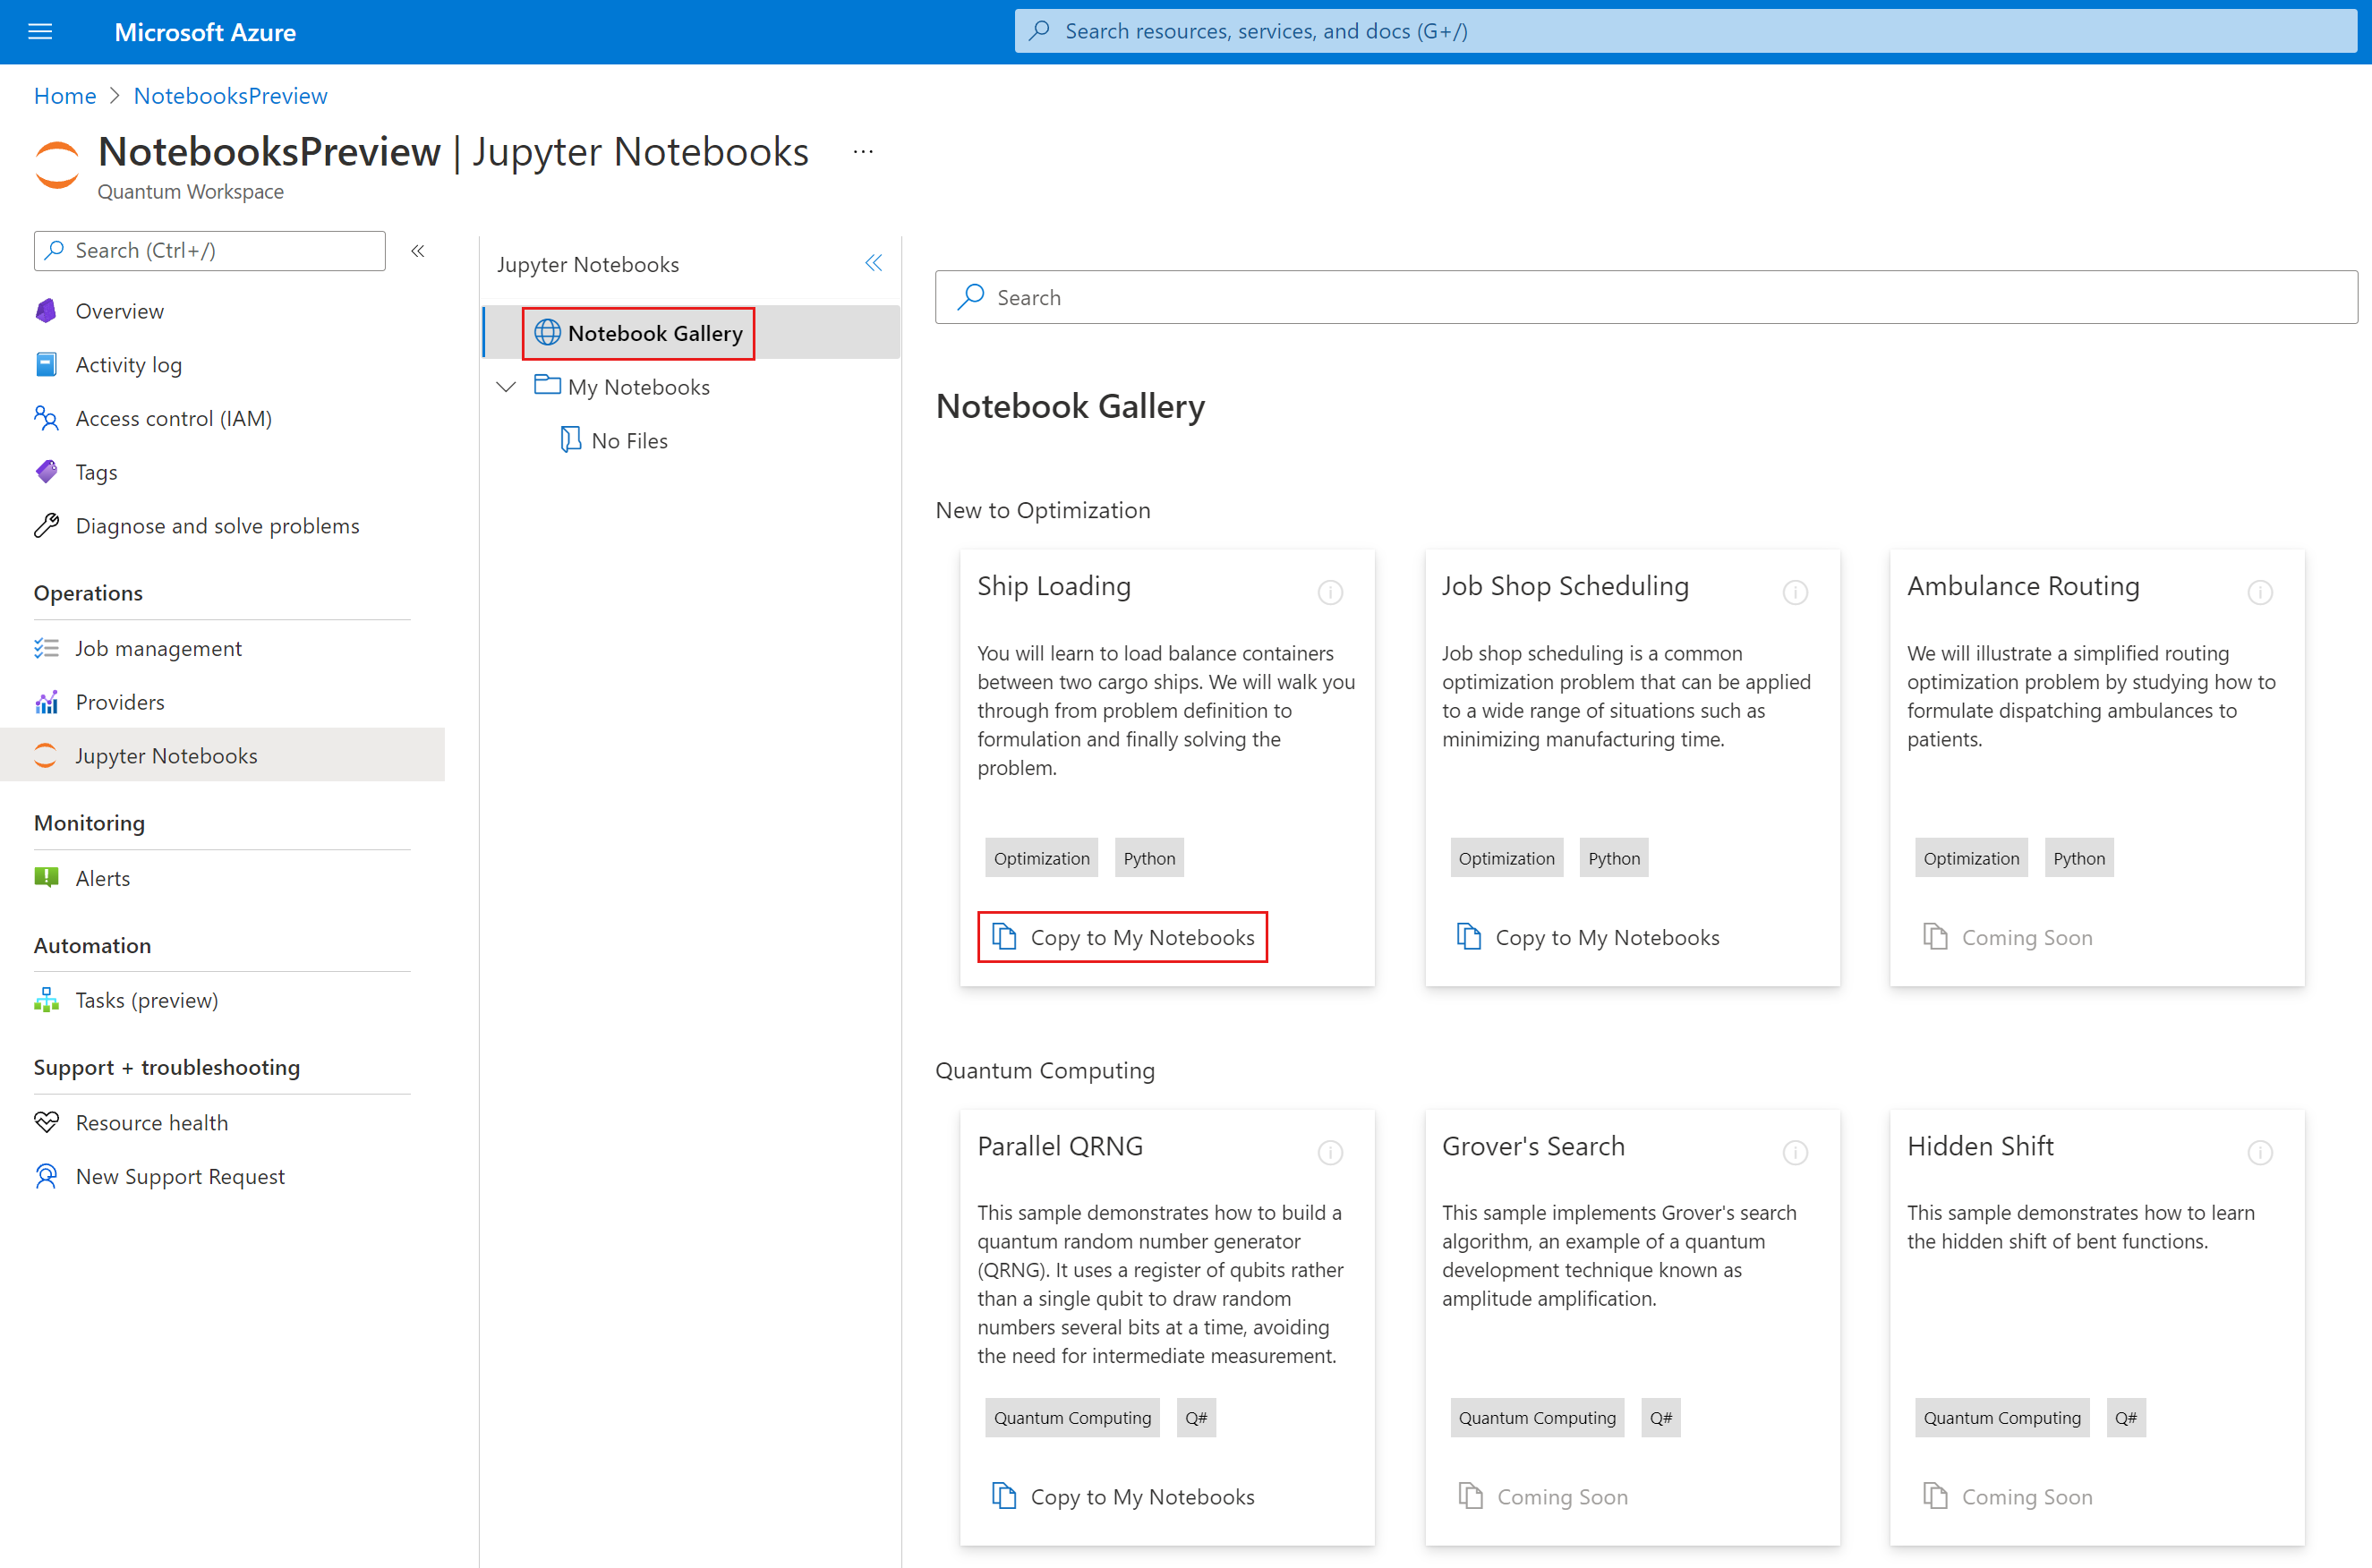 Microsoft Azure
Search resources, services, and docs (G+/)
Home > NotebooksPreview
NotebooksPreview | Jupyter Notebooks ...
Quantum Workspace
Search (Ctrl+/)
Overview
Activity log
Access control (IAM)
Tags
Diagnose and solve problems
Operations
Job management
Providers
Jupyter Notebooks
Monitoring
Alerts
Automation
Tasks (preview)
Support + troubleshooting
Resource health
New Support Request
Jupyter Notebooks
Notebook Gallery
My Notebooks
No Files
Search
Notebook Gallery
New to Optimization
Ship Loading
You will learn to load balance containers
between two cargo ships. We will walk you
through from problem definition to
formulation and finally solving the
problem.
Optimization Python
Copy to My Notebooks
Job Shop Scheduling
Job shop scheduling is a common
optimization problem that can be applied
to a wide range of situations such as
minimizing manufacturing time.
Optimization Python
Copy to My Notebooks
Ambulance Routing
We will illustrate a simplified routing
optimization problem by studying how to
formulate dispatching ambulances to
patients.
Optimization Python
Coming Soon
Quantum Computing
Parallel QRNG
This sample demonstrates how to build a
quantum random number generator
(QRNG). It uses a register of qubits rather
than a single qubit to draw random
numbers several bits at a time, avoiding
the need for intermediate measurement.
Quantum Computing Q#
Copy to My Notebooks
Grover's Search
This sample implements Grover's search
algorithm, an example of a quantum
development technique known as
amplitude amplification.
Quantum Computing Q#
Coming Soon
Hidden Shift
This sample demonstrates how to learn
the hidden shift of bent functions.
Quantum Computing Q#
Coming Soon